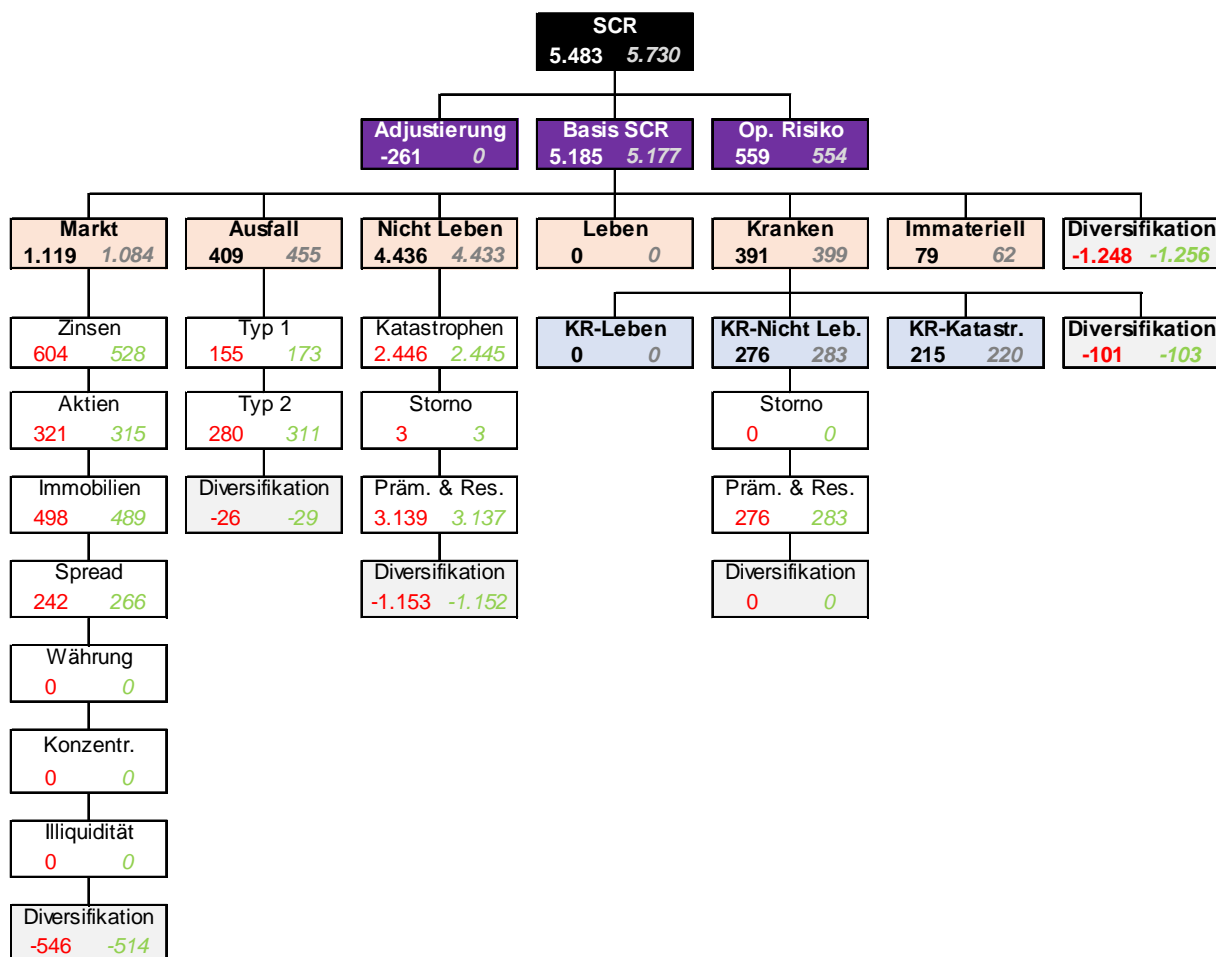 SCR
5.483 5.730
Adjustierung Basis SCR Op. Risiko
-261 0 5.185 5.177 559 554
Markt Ausfall Nicht Leben Leben Kranken Immateriell Diversifikation
1.119 1.084 409 455 4.436 4.433 0 0 391 399 79 62 -1.248 -1.256
Zinsen Typ 1 Katastrophen KR-Leben KR-Nicht Leb. KR-Katastr. Diversifikation
604 528 155 173 2.446 2.445 0 0 276 283 215 220 -101 -103
Aktien Typ 2 Storno Storno
321 315 280 311 3 3 0 0
Immobilien Diversifikation Präm. & Res. Präm. & Res.
498 489 -26 -29 3.139 3.137 276 283
Spread Diversifikation Diversifikation
242 266 -1.153 -1.152 0 0
Währung
0 0
Konzentr.
0 0
Illiquidität
0 0
Diversifikation
-546 -514